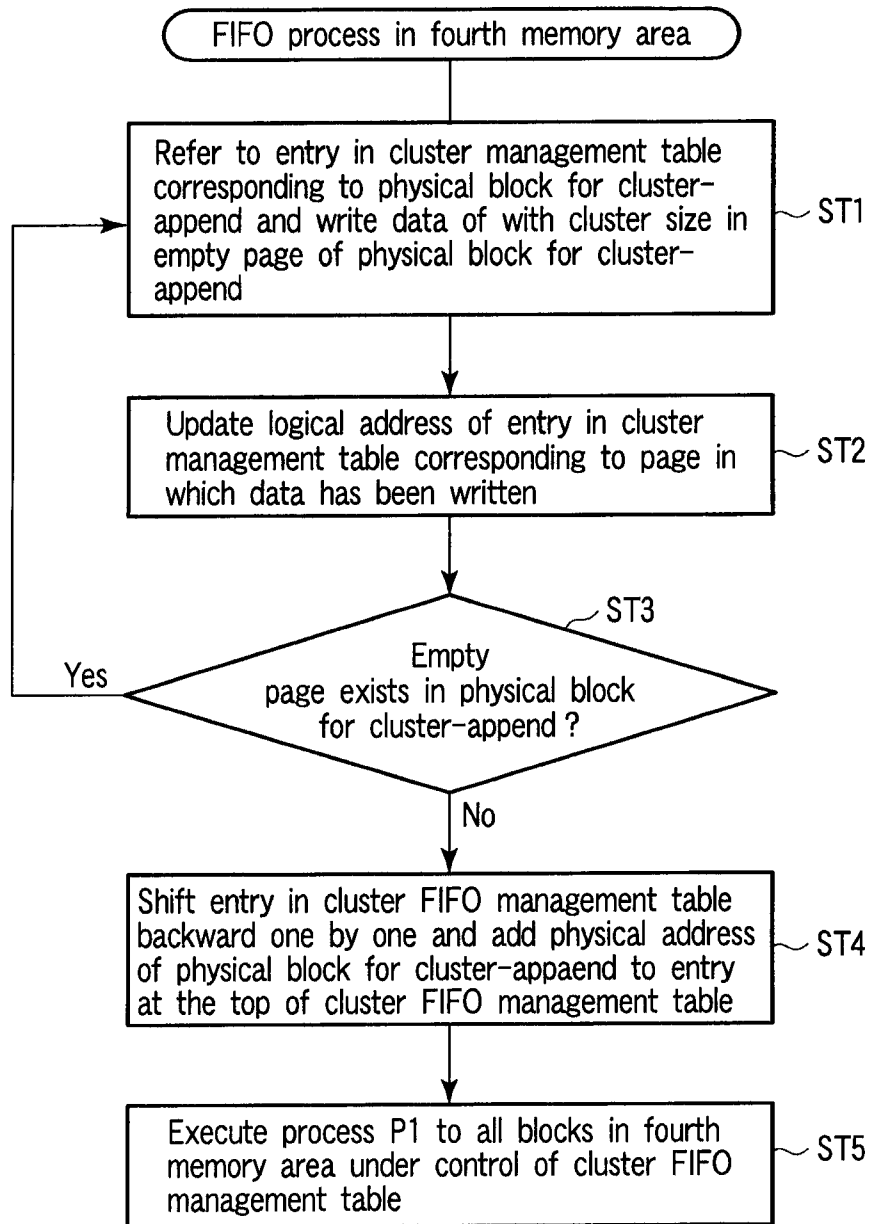 FIFO process in fourth memory area
Refer to entry in cluster management table
corresponding to physical block for cluster-
append and write data of with cluster size in
empty page of physical block for cluster-
append
ST1
Update logical address of entry in cluster
management table corresponding to page in
which data has been written
ST2
ST3
Empty
page exists in physical block
for cluster-append ?
Yes
No
Shift entry in cluster FIFO management table
backward one by one and add physical address
of physical block for cluster-appaend to entry
at the top of cluster FIFO management table
ST4
Execute process P1 to all blocks in fourth
memory area under control of cluster FIFO
management table
ST5